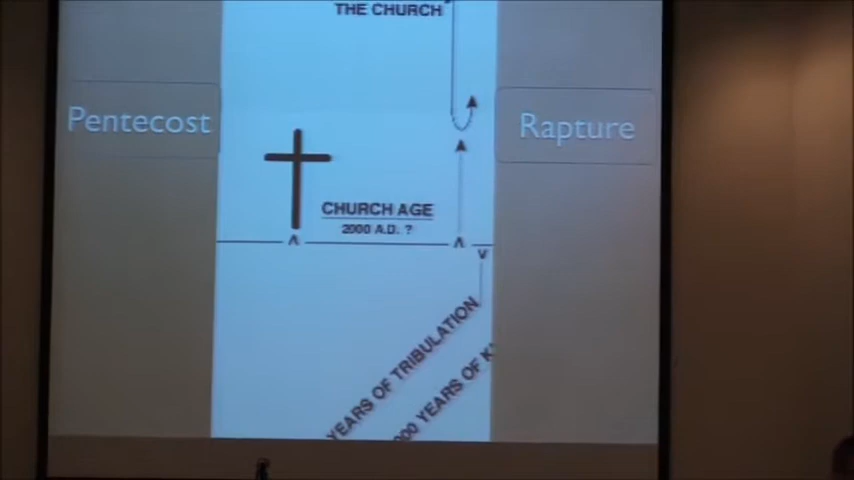 THE CHURCH
Pentecost
Rapture
CHURCH AGE
2000 A.D. ?
YEARS OF TRIBULATION
YEARS OF